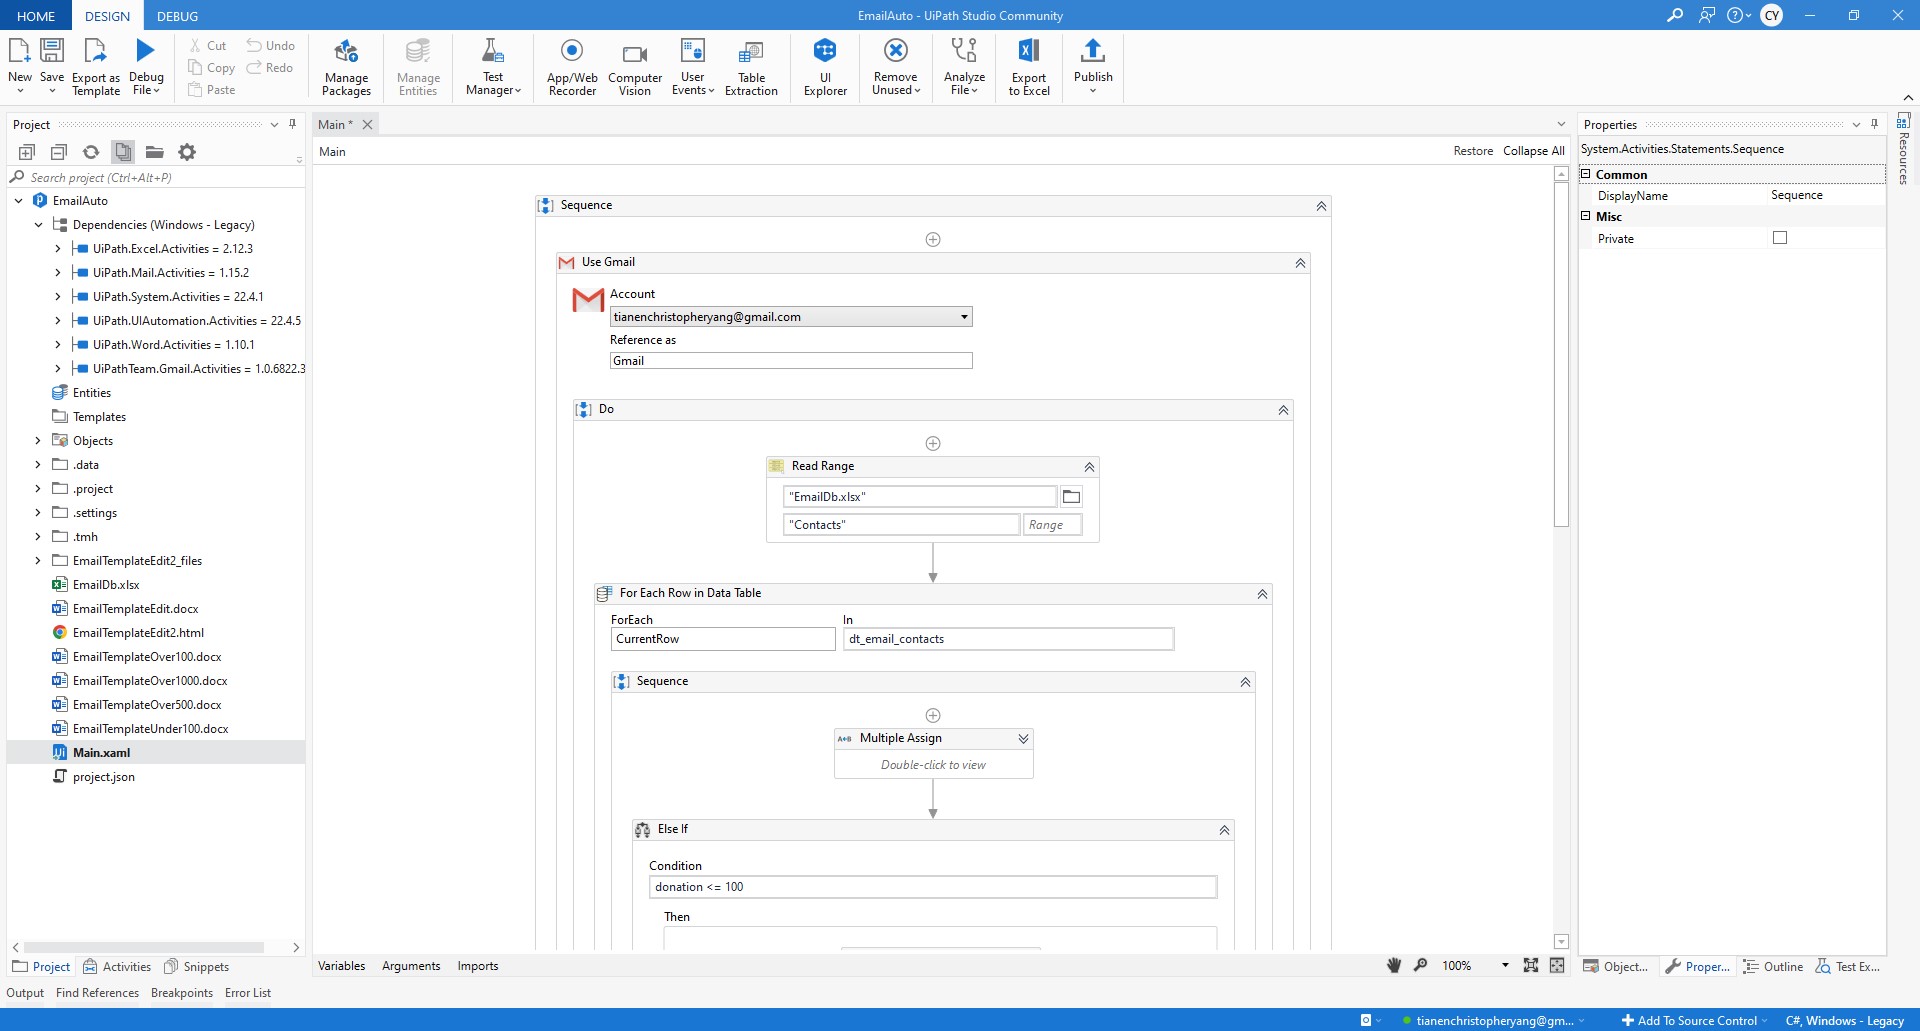 HOME DESIGN DEBUG EmailAuto - UiPath Studio Community CY
New Save Export as Template Debug File Cut Copy Paste Undo Redo Manage Packages Manage Entities Test Manager App/Web Recorder Computer Vision User Events Table Extraction UI Explorer Remove Unused Analyze File Export to Excel Publish
Project
Search project (Ctrl+Alt+P)
EmailAuto
Dependencies (Windows - Legacy)
UiPath.Excel.Activities = 2.12.3
UiPath.Mail.Activities = 1.15.2
UiPath.System.Activities = 22.4.1
UiPath.UIAutomation.Activities = 22.4.5
UiPath.Word.Activities = 1.10.1
UiPathTeam.Gmail.Activities = 1.0.6822.3
Entities
Templates
Objects
.data
.project
.settings
.tmh
EmailTemplateEdit2_files
EmailDb.xlsx
EmailTemplateEdit.docx
EmailTemplateEdit2.html
EmailTemplateOver100.docx
EmailTemplateOver1000.docx
EmailTemplateOver500.docx
EmailTemplateUnder100.docx
Main.xaml
project.json
Project Activities Snippets
Main *
Main Restore Collapse All
Sequence
Use Gmail
Account
tianenchristopheryang@gmail.com
Reference as
Gmail
Do
Read Range
"EmailDb.xlsx"
"Contacts" Range
For Each Row in Data Table
ForEach In
CurrentRow dt_email_contacts
Sequence
A+B Multiple Assign
Double-click to view
Else If
Condition
donation <= 100
Then
Variables Arguments Imports 100%
Properties
System.Activities.Statements.Sequence
Common
DisplayName Sequence
Misc
Private
Resources
Object... Proper... Outline Test Ex...
Output Find References Breakpoints Error List
tianenchristopheryang@gm... Add To Source Control C#, Windows - Legacy